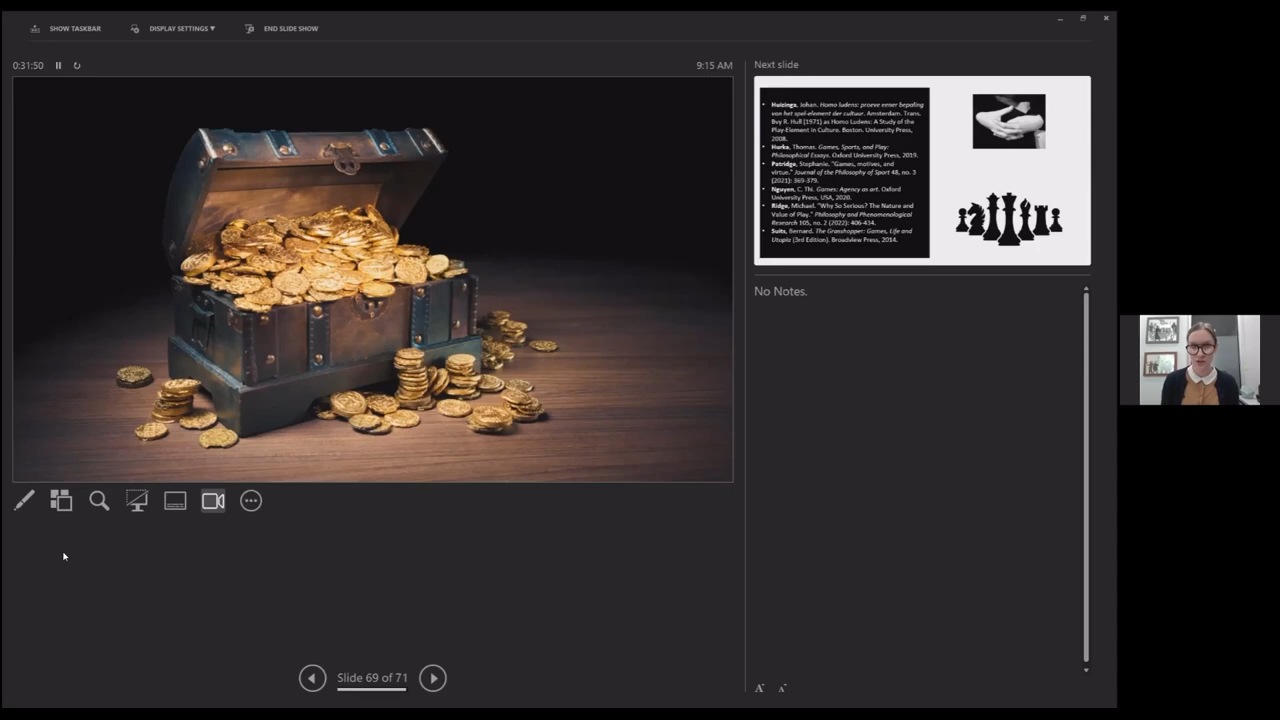 SHOW TASKBAR
DISPLAY SETTINGS ▼
END SLIDE SHOW
0:31:50
9:15 AM
Next slide
• Huizinga, Johan. Homo ludens: proeve eener bepaling
van het spel-element der cultuur. Amsterdam. Trans.
Bvy R. Hull [1971] as Homo Ludens: A Study of the
Play-Element in Culture. Boston. University Press,
2008.
• Hurka, Thomas. Games, Sports, and Play:
Philosophical Essays. Oxford University Press, 2019.
• Patridge, Stephanie. "Games, motives, and
virtue." Journal of the Philosophy of Sport 48, no. 3
(2021): 369-379.
• Nguyen, C. Thi. Games: Agency as art. Oxford
University Press, USA, 2020.
• Ridge, Michael. "Why So Serious? The Nature and
Value of Play." Philosophy and Phenomenological
Research 105, no. 2 (2022): 406-434.
• Suits, Bernard. The Grasshopper: Games, Life and
Utopia (3rd Edition). Broadview Press, 2014.
No Notes.
Slide 69 of 71
A A